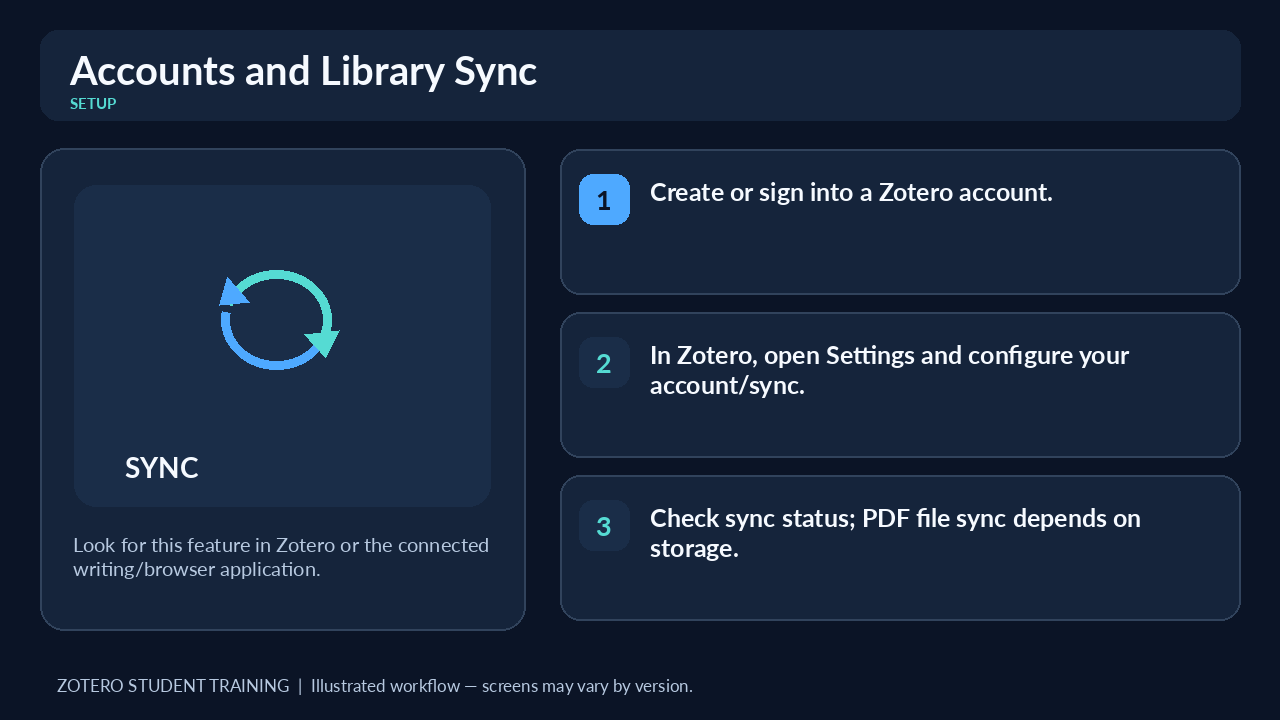 Accounts and Library Sync
SETUP
SYNC
Look for this feature in Zotero or the connected
writing/browser application.
1
Create or sign into a Zotero account.
2
In Zotero, open Settings and configure your
account/sync.
3
Check sync status; PDF file sync depends on
storage.
ZOTERO STUDENT TRAINING | Illustrated workflow — screens may vary by version.